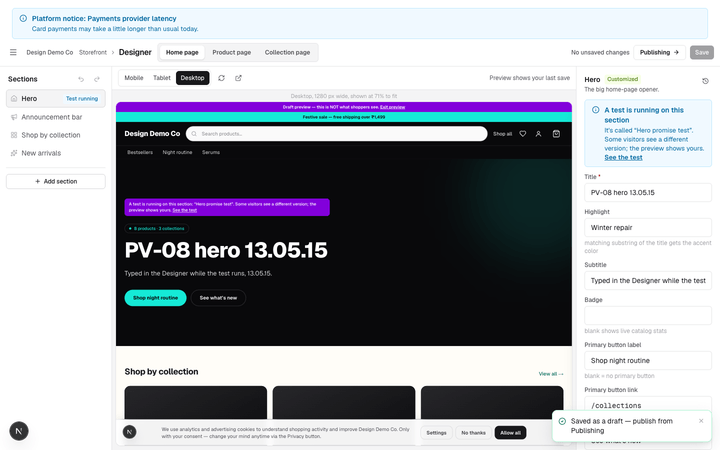 Platform notice: Payments provider latency
Card payments may take a little longer than usual today.
Design Demo Co
Storefront
Designer
Home page
Product page
Collection page
No unsaved changes
Publishing →
Save
Sections
Hero
Test running
Announcement bar
Shop by collection
New arrivals
+ Add section
Mobile
Tablet
Desktop
Preview shows your last save
Desktop, 1280 px wide, shown at 71% to fit
Draft preview — this is NOT what shoppers see. Exit preview
Festive sale — free shipping over ₹1,499
Design Demo Co
Search products…
Shop all
Bestsellers
Night routine
Serums
A test is running on this section: "Hero promise test". Some visitors see a different version; the
preview shows yours. See the test
8 products · 3 collections
PV-08 hero 13.05.15
Typed in the Designer while the test runs, 13.05.15.
Shop night routine
See what's new
Shop by collection
View all →
We use analytics and advertising cookies to understand shopping activity and improve Design Demo Co. Only
with your consent — change your mind anytime via the Privacy button.
Settings
No thanks
Allow all
N
N
Hero
Customized
The big home-page opener.
A test is running on this
section
It's called "Hero promise test".
Some visitors see a different
version; the preview shows yours.
See the test
Title *
PV-08 hero 13.05.15
Highlight
Winter repair
matching substring of the title gets the accent
color
Subtitle
Typed in the Designer while the test
Badge
blank shows live catalog stats
Primary button label
Shop night routine
blank = no primary button
Primary button link
/collections
Saved as a draft — publish from
Publishing